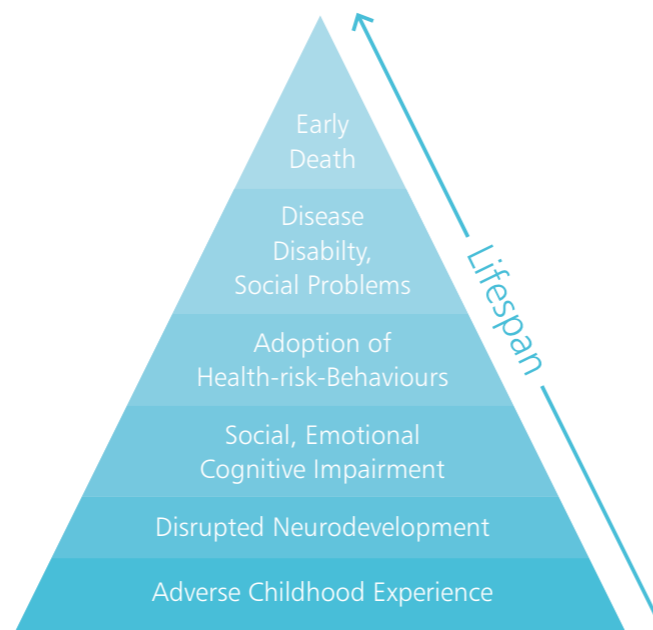 Early
Death
Disease
Disabilty,
Social Problems
Lifespan
Adoption of
Health-risk-Behaviours
Social, Emotional
Cognitive Impairment
Disrupted Neurodevelopment
Adverse Childhood Experience